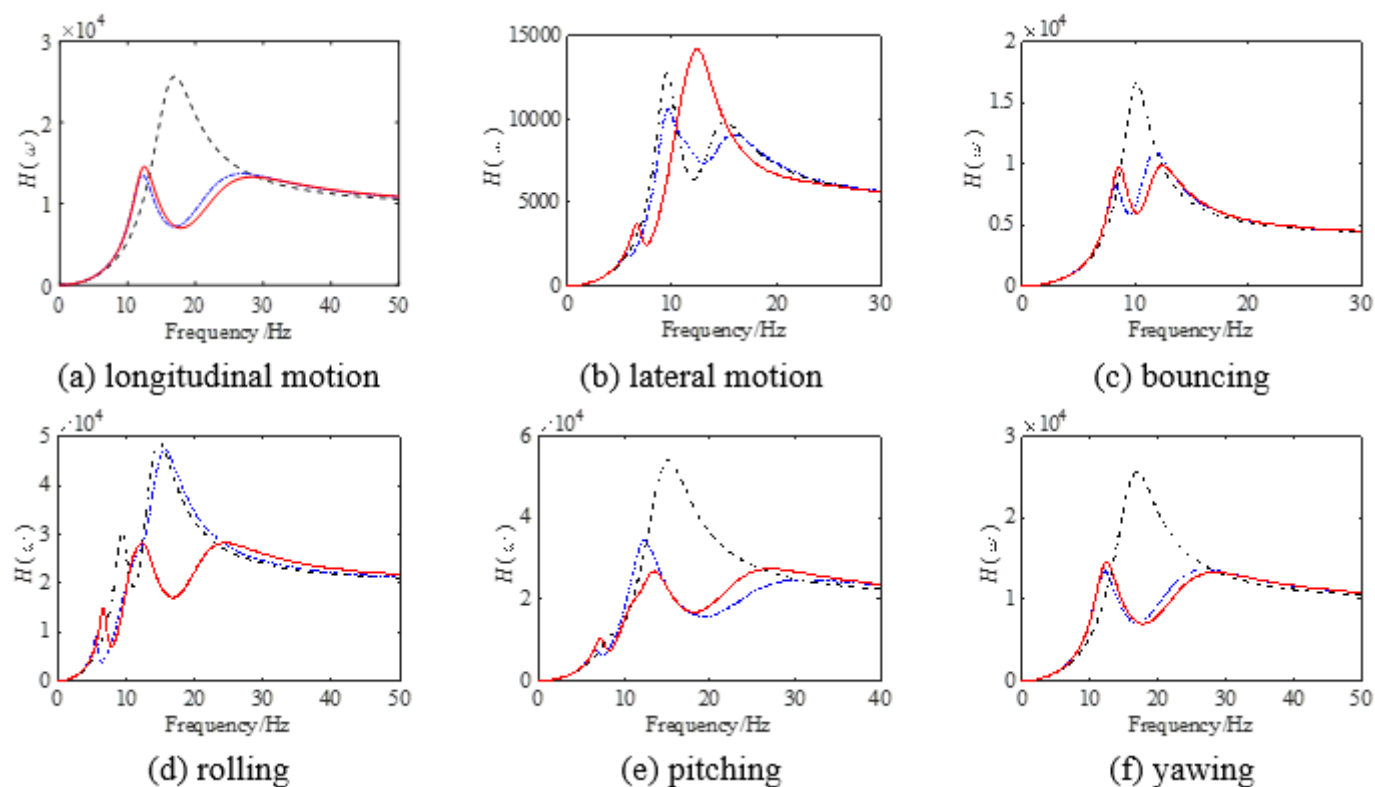 ×10⁴
3
2
1
0
H(ω)
0 10 20 30 40 50
Frequency/Hz
(a) longitudinal motion
15000
10000
5000
0
0 10 20 30
Frequency/Hz
(b) lateral motion
×10⁴
2
1.5
1
0.5
0
H(ω)
0 10 20 30
Frequency/Hz
(c) bouncing
·10⁴
5
4
3
2
1
0
0 10 20 30 40 50
Frequency/Hz
(d) rolling
·10⁴
6
4
2
0
0 10 20 30 40
Frequency/Hz
(e) pitching
×10⁴
3
2
1
0
H(ω)
0 10 20 30 40 50
Frequency/Hz
(f) yawing